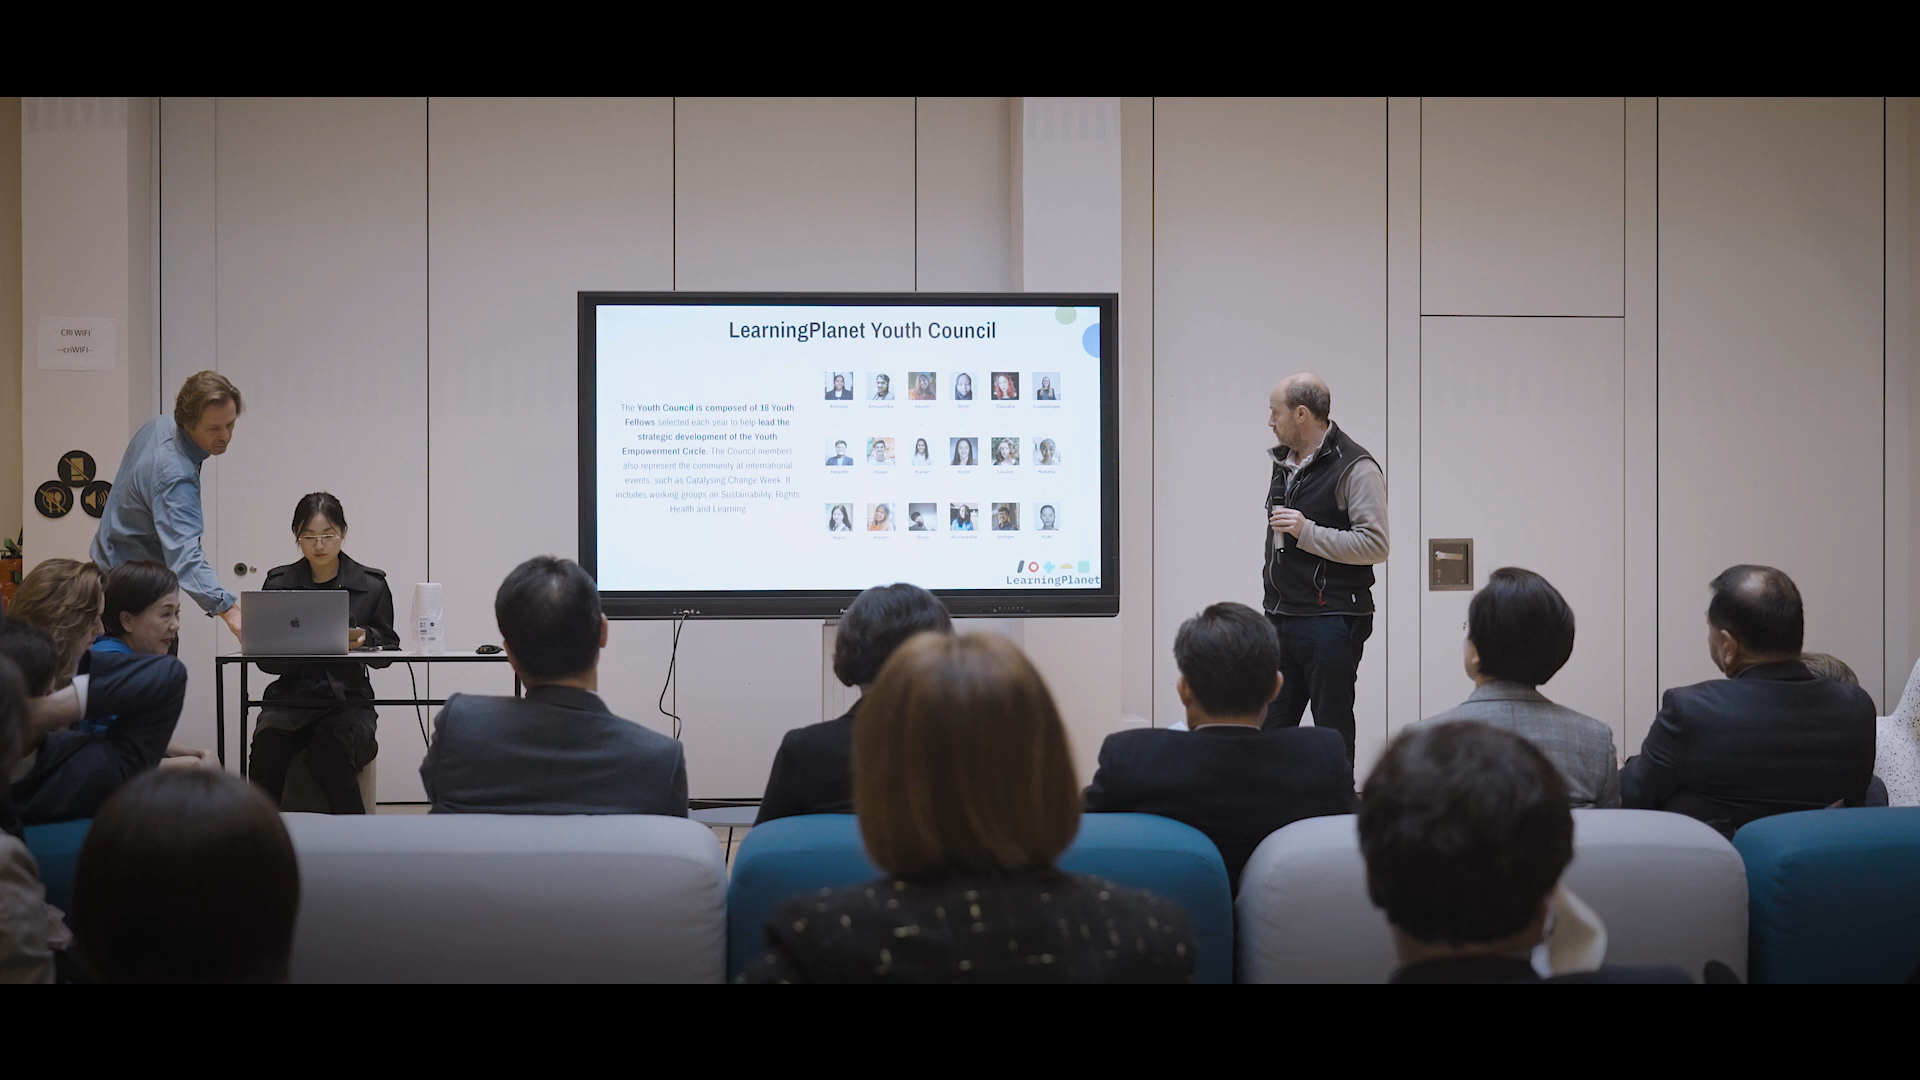 CRI WIFI
--criWIFI--
LearningPlanet Youth Council
The Youth Council is composed of 18 Youth
Fellows selected each year to help lead the
strategic development of the Youth
Empowerment Circle. The Council members
also represent the community at international
events, such as Catalysing Change Week. It
includes working groups on Sustainability, Rights,
Health and Learning
LearningPlanet